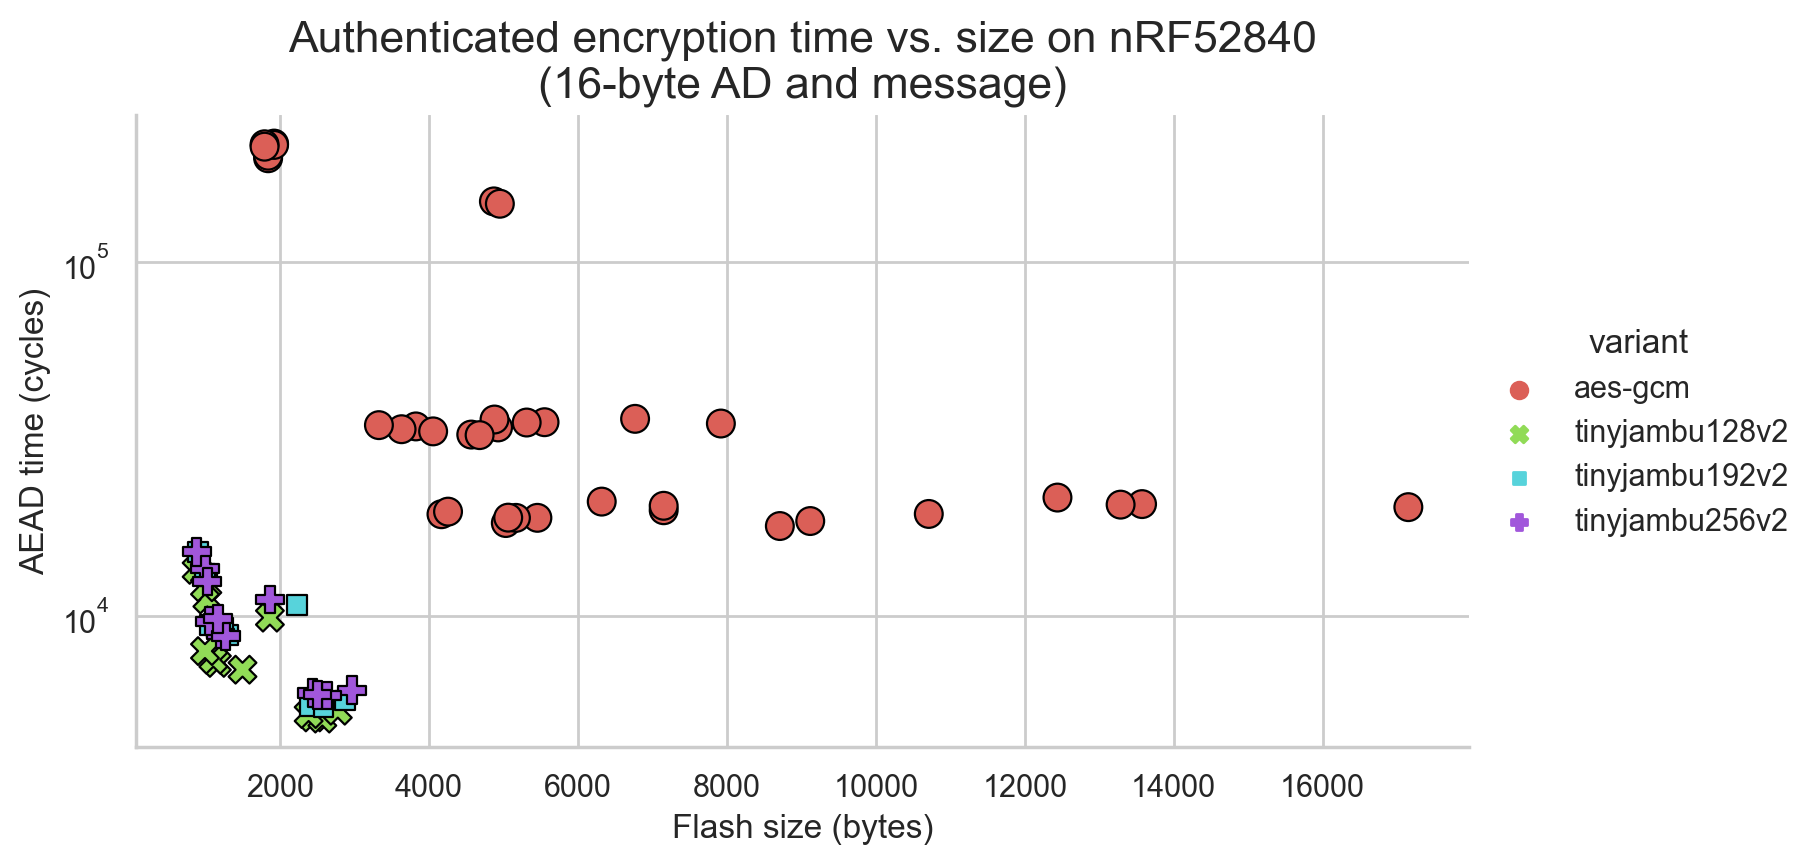 Authenticated encryption time vs. size on nRF52840
(16-byte AD and message)
10^5
10^4
AEAD time (cycles)
2000 4000 6000 8000 10000 12000 14000 16000
Flash size (bytes)
variant
aes-gcm
tinyjambu128v2
tinyjambu192v2
tinyjambu256v2